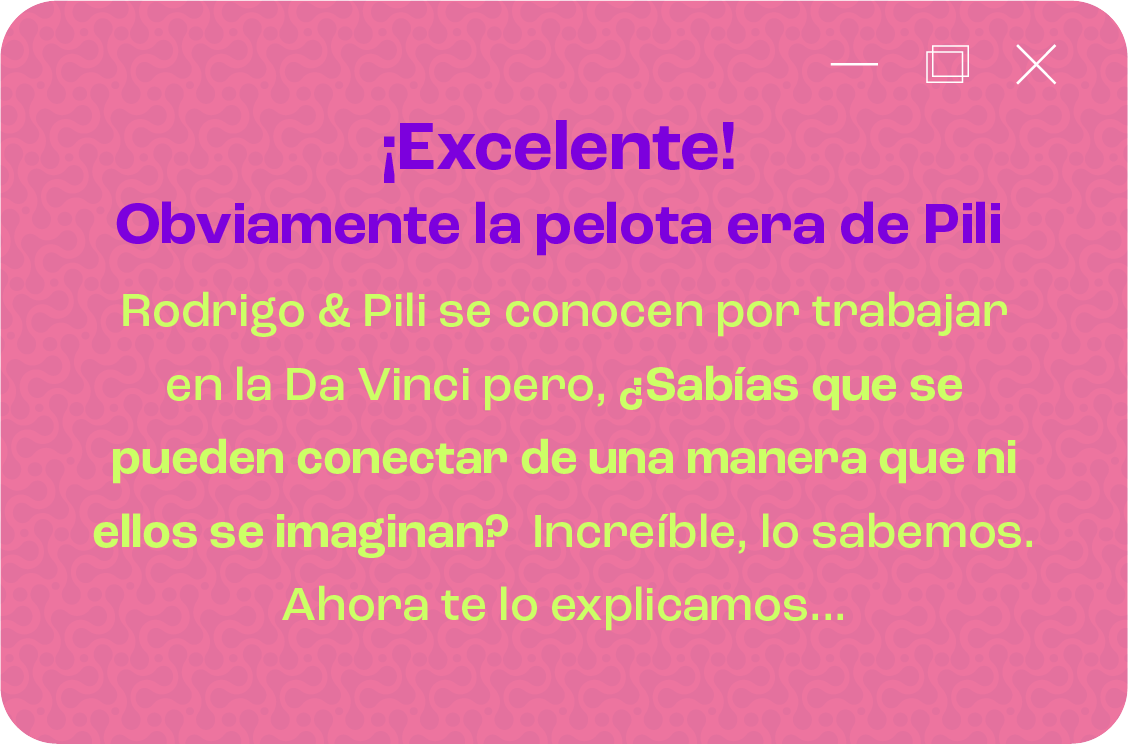 ¡Excelente!
Obviamente la pelota era de Pili
Rodrigo & Pili se conocen por trabajar
en la Da Vinci pero, ¿Sabías que se
pueden conectar de una manera que ni
ellos se imaginan? Increíble, lo sabemos.
Ahora te lo explicamos...